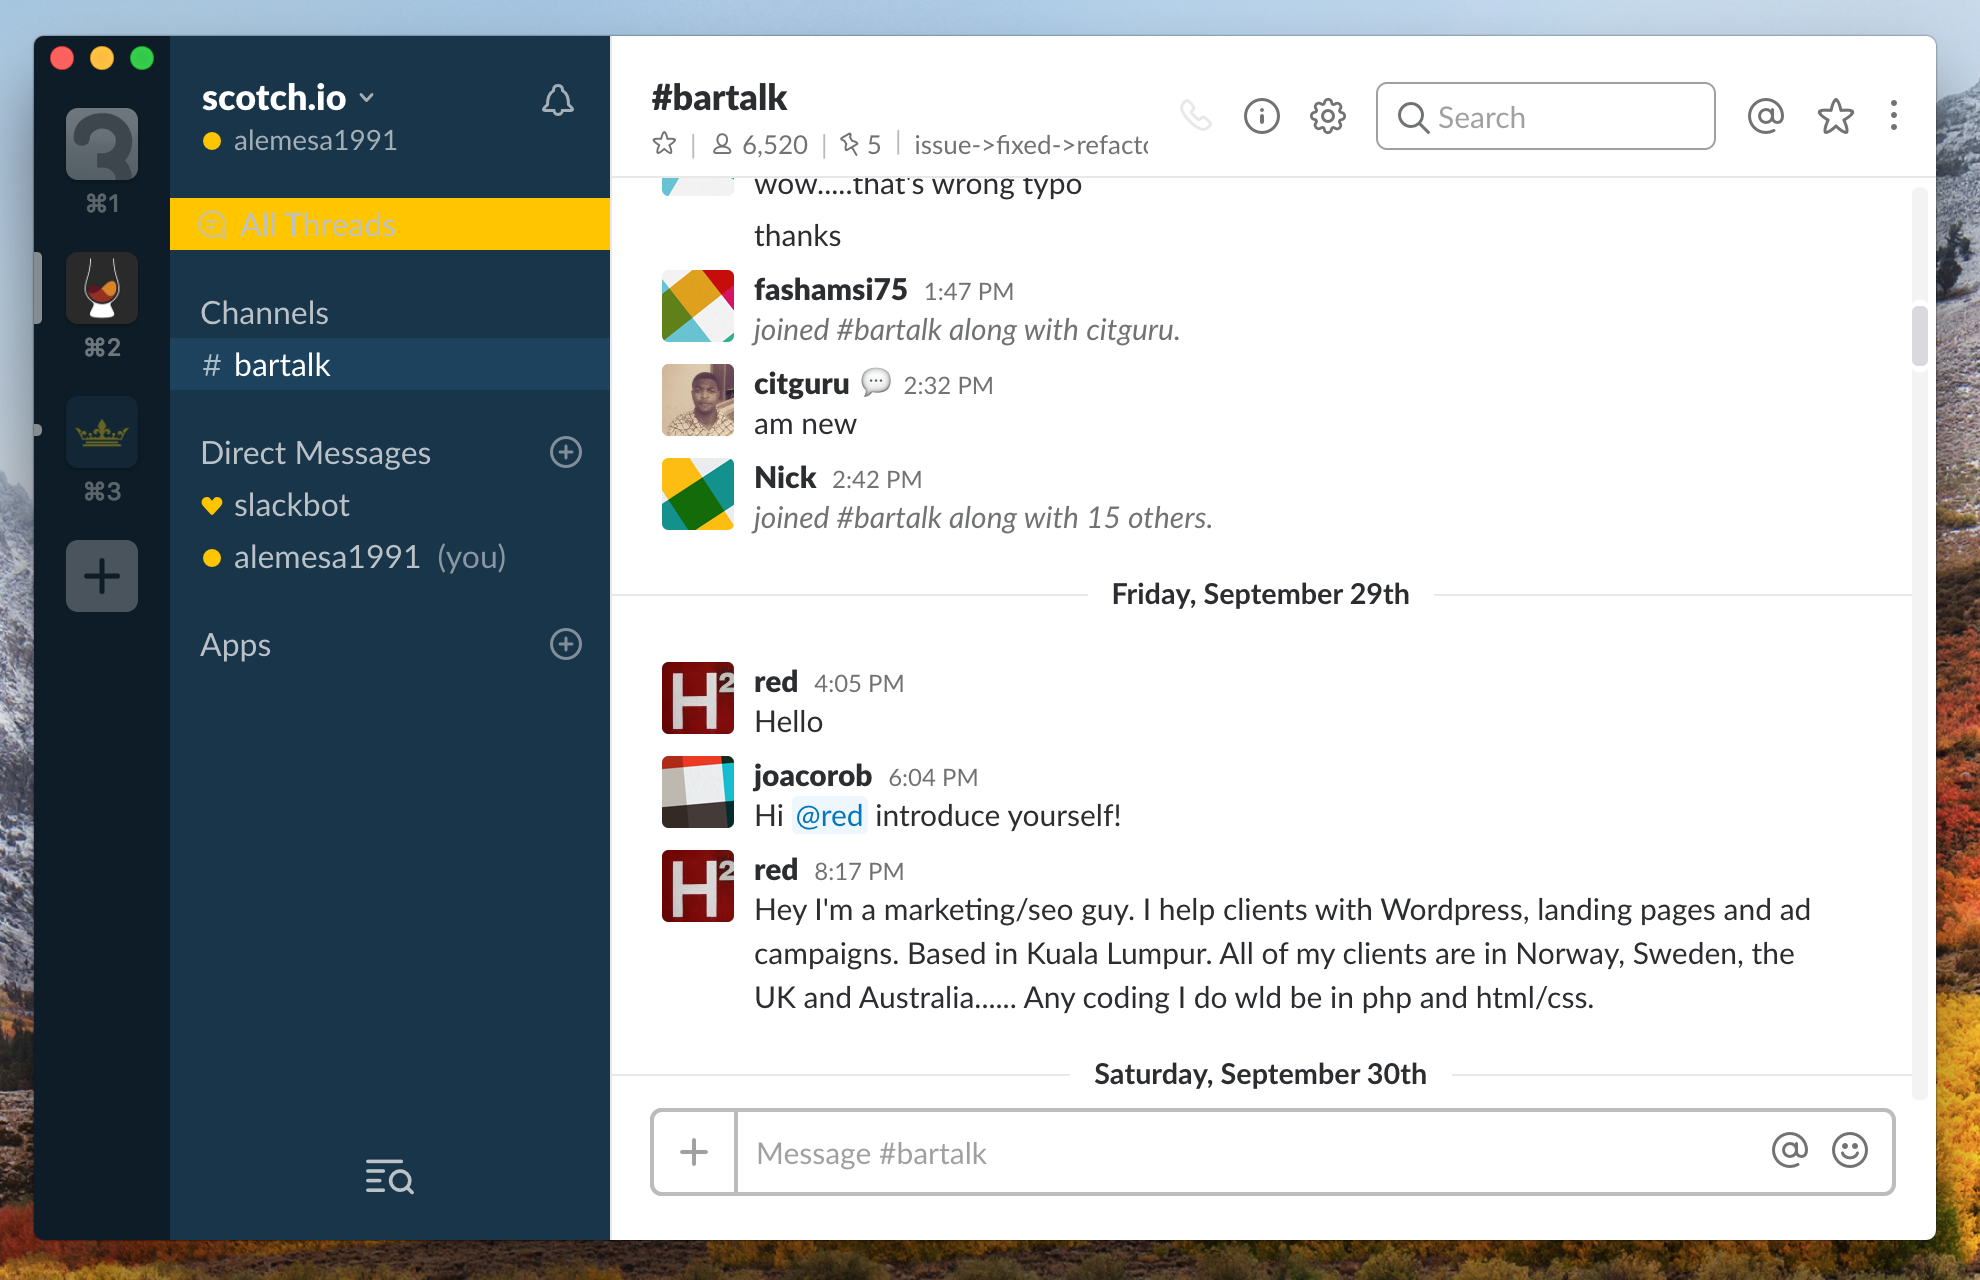 scotch.io
alemesa1991
⌘1
⌘2
⌘3
All Threads
Channels
# bartalk
Direct Messages
slackbot
alemesa1991 (you)
Apps
#bartalk
6,520 | 5 | issue->fixed->refacto
Search
wow.....that's wrong typo
thanks
fashamsi75 1:47 PM
joined #bartalk along with citguru.
citguru 2:32 PM
am new
Nick 2:42 PM
joined #bartalk along with 15 others.
Friday, September 29th
H²
red 4:05 PM
Hello
joacorob 6:04 PM
Hi @red introduce yourself!
H²
red 8:17 PM
Hey I'm a marketing/seo guy. I help clients with Wordpress, landing pages and ad
campaigns. Based in Kuala Lumpur. All of my clients are in Norway, Sweden, the
UK and Australia...... Any coding I do wld be in php and html/css.
Saturday, September 30th
Message #bartalk